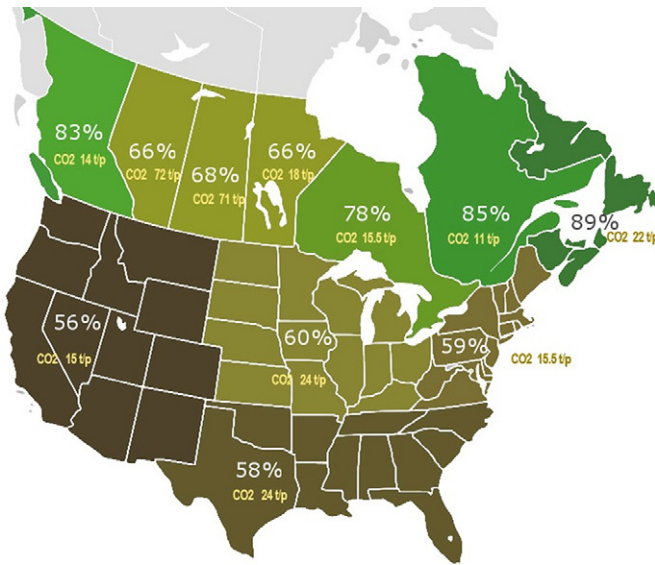 83%
CO2 14 t/p
66%
CO2 72 t/p
68%
CO2 71 t/p
66%
CO2 18 t/p
78%
CO2 15.5 t/p
85%
CO2 11 t/p
89%
CO2 22 t/p
56%
CO2 15 t/p
60%
CO2 24 t/p
59%
CO2 15.5 t/p
58%
CO2 24 t/p